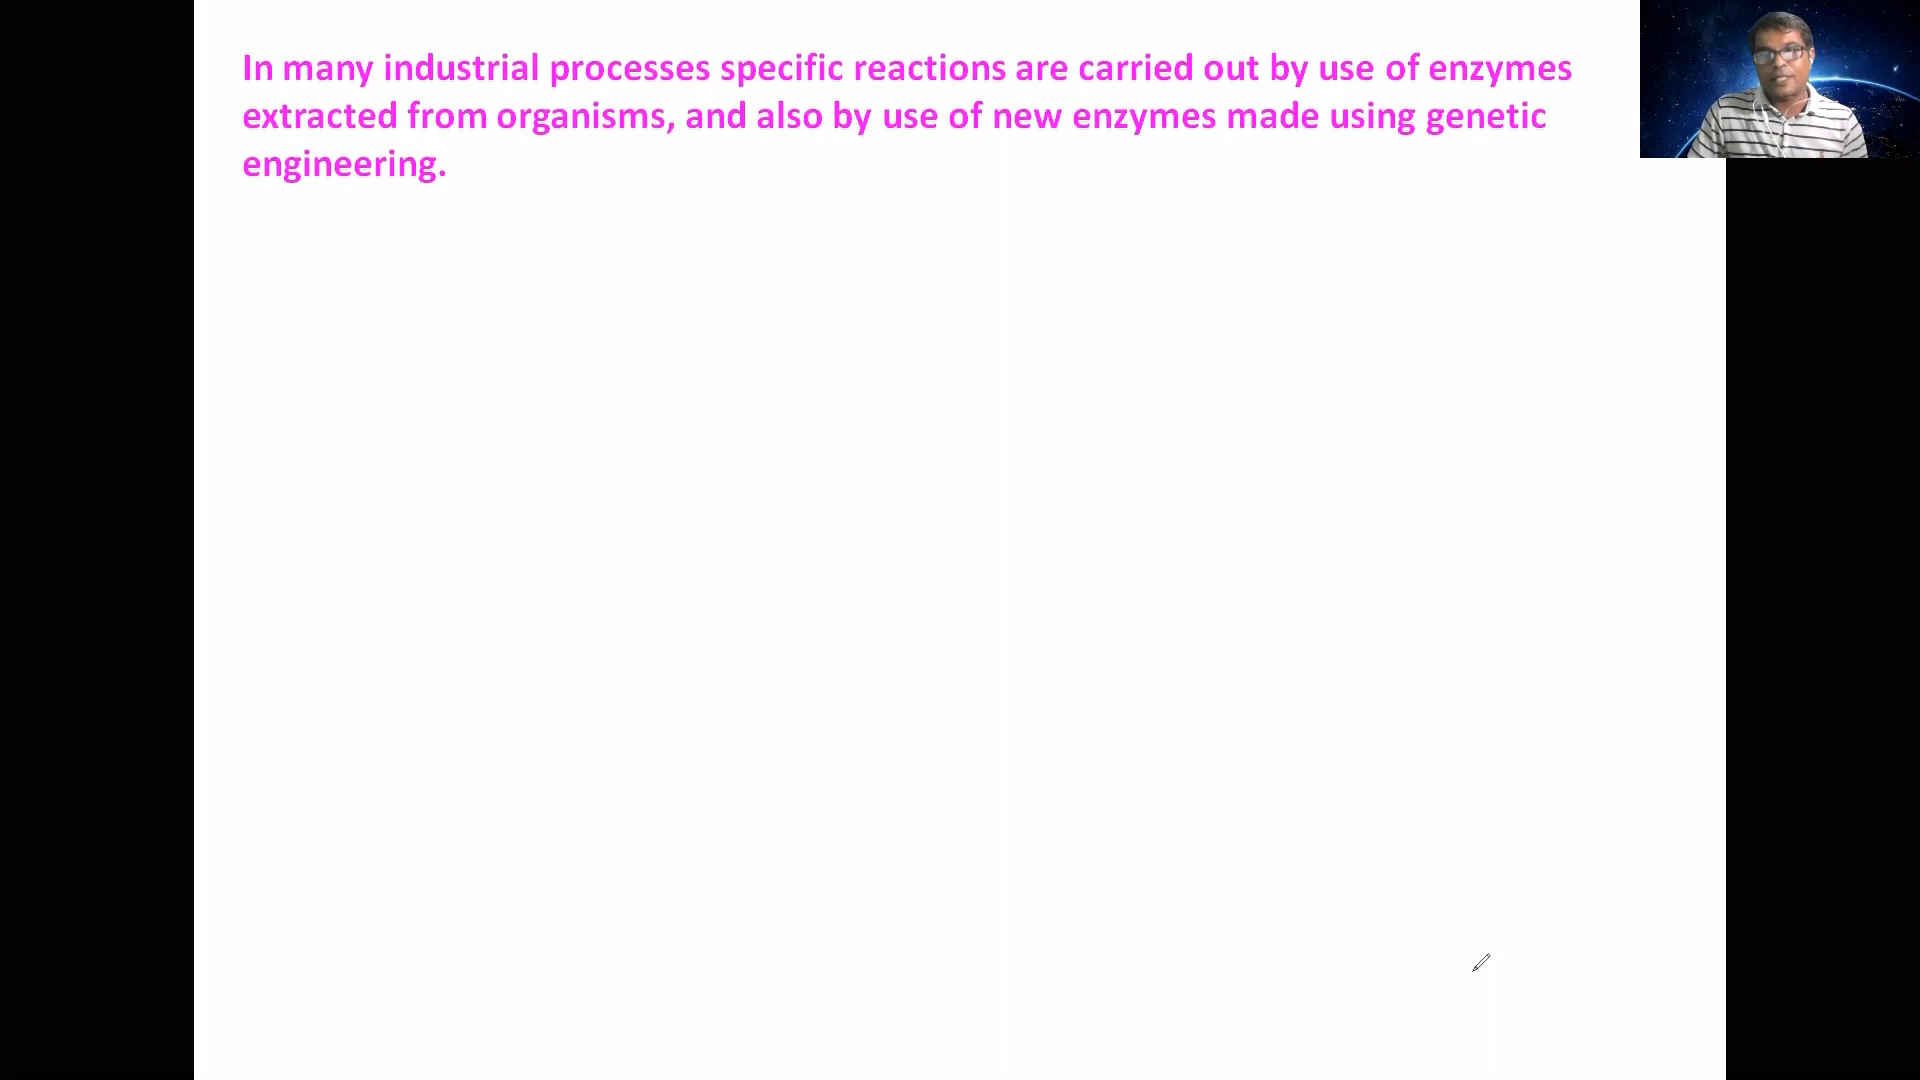 In many industrial processes specific reactions are carried out by use of enzymes
extracted from organisms, and also by use of new enzymes made using genetic
engineering.